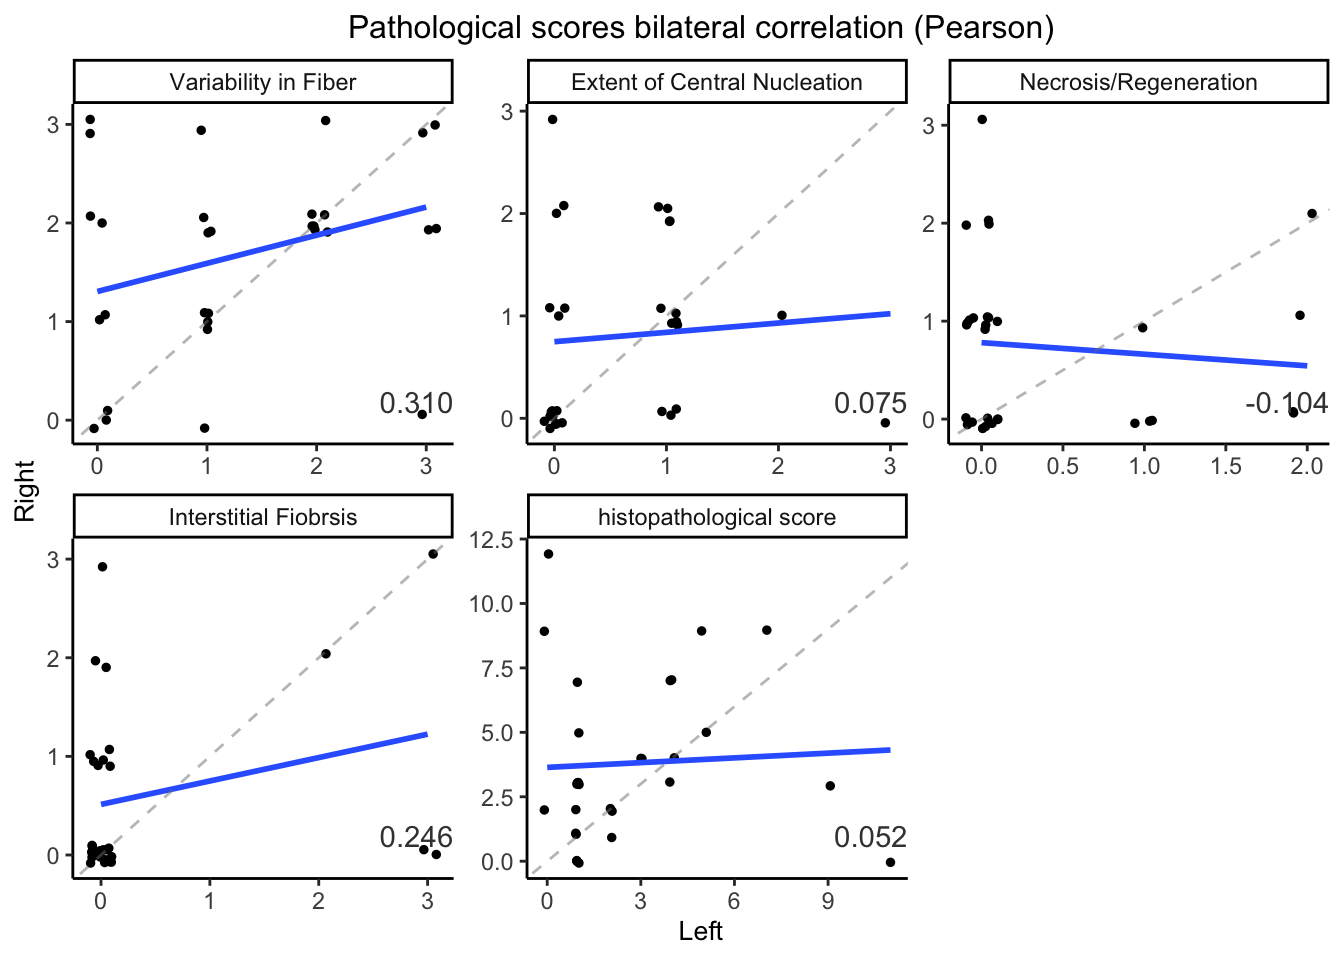 Pathological scores bilateral correlation (Pearson)
Variability in Fiber
Extent of Central Nucleation
Necrosis/Regeneration
3
2
1
0
0.310
0 1 2 3
3
2
1
0
0.075
0 1 2 3
3
2
1
0
-0.104
0.0 0.5 1.0 1.5 2.0
Right
Interstitial Fiobrsis
histopathological score
3
2
1
0
0.246
0 1 2 3
12.5
10.0
7.5
5.0
2.5
0.0
0.052
0 3 6 9
Left